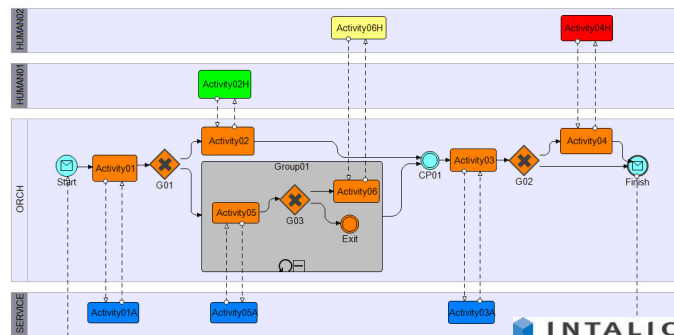 HUMAN02
Activity06H
Activity04H
HUMAN01
Activity02H
ORCH
Start
Activity01
G01
Activity02
Group01
Activity05
G03
Activity06
Exit
CP01
Activity03
G02
Activity04
Finish
SERVICE
Activity01A
Activity05A
Activity03A
INTALIO